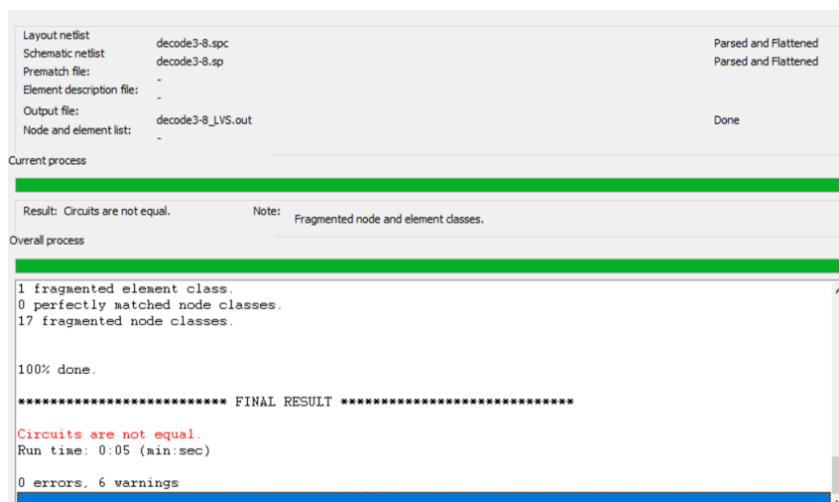 Layout netlist decode3-8.spc Parsed and Flattened
Schematic netlist decode3-8.sp Parsed and Flattened
Prematch file: -
Element description file: -
Output file: decode3-8_LVS.out Done
Node and element list: -
Current process
Result: Circuits are not equal. Note: Fragmented node and element classes.
Overall process
1 fragmented element class.
0 perfectly matched node classes.
17 fragmented node classes.
100% done.
************************** FINAL RESULT *****************************
Circuits are not equal.
Run time: 0:05 (min:sec)
0 errors, 6 warnings